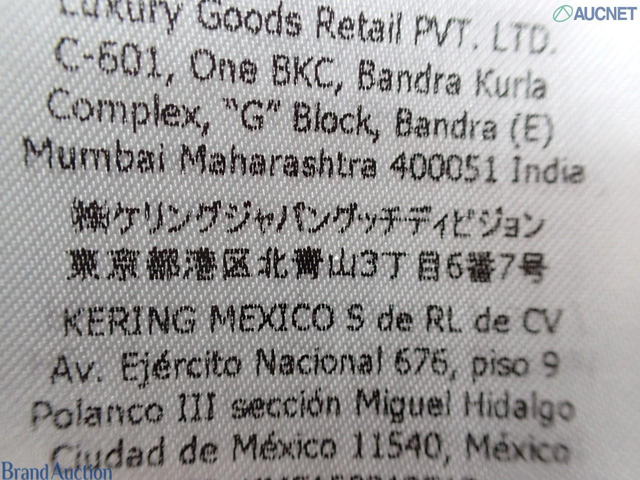 AUCNET
Luxury Goods Retail PVT. LTD.
C-601, One BKC, Bandra Kurla
Complex, "G" Block, Bandra (E)
Mumbai Maharashtra 400051 India
㈱ケリングジャパングッチディビジョン
東京都港区北青山3丁目6番7号
KERING MEXICO S de RL de CV
Av. Ejército Nacional 676, piso 9
Polanco III sección Miguel Hidalgo
Ciudad de México 11540, México
Brand Auction